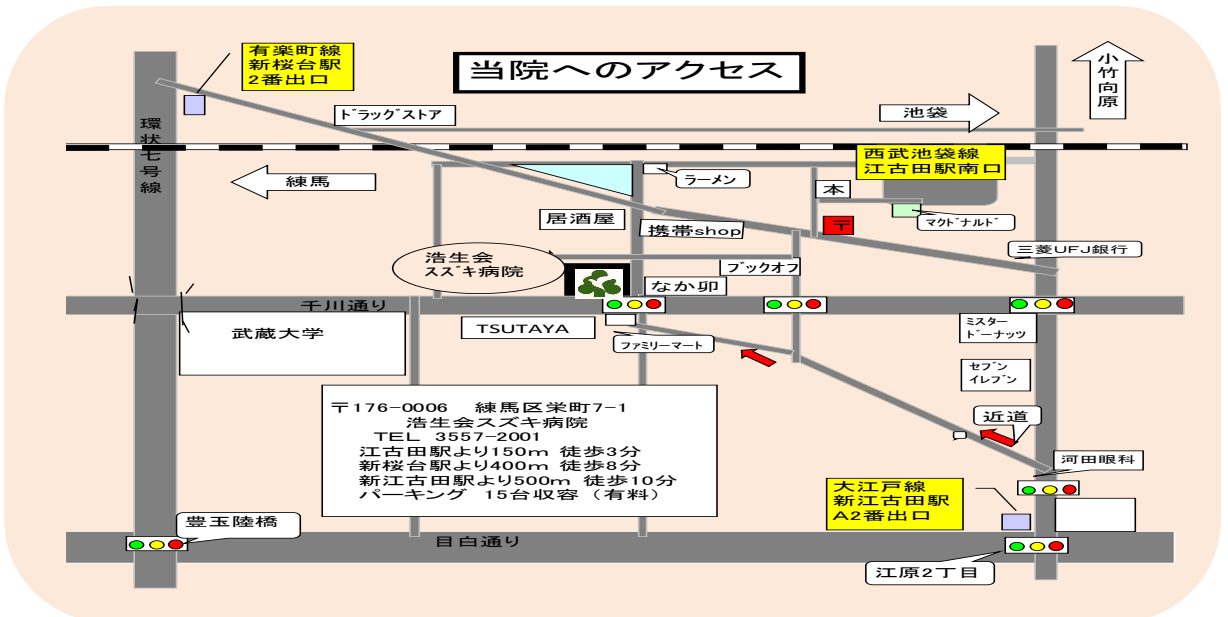 当院へのアクセス
有楽町線
新桜台駅
2番出口
小竹向原
ドラッグストア
池袋
環状七号線
練馬
西武池袋線
江古田駅南口
ラーメン
本
居酒屋
携帯shop
〒
マクドナルド
三菱UFJ銀行
浩生会
スズキ病院
ブックオフ
なか卯
千川通り
武蔵大学
TSUTAYA
ファミリーマート
ミスター
ドーナッツ
セブン
イレブン
〒176-0006 練馬区栄町7-1
浩生会スズキ病院
TEL 3557-2001
江古田駅より150m 徒歩3分
新桜台駅より400m 徒歩8分
新江古田駅より500m 徒歩10分
パーキング 15台収容（有料）
近道
河田眼科
大江戸線
新江古田駅
A2番出口
豊玉陸橋
目白通り
江原2丁目